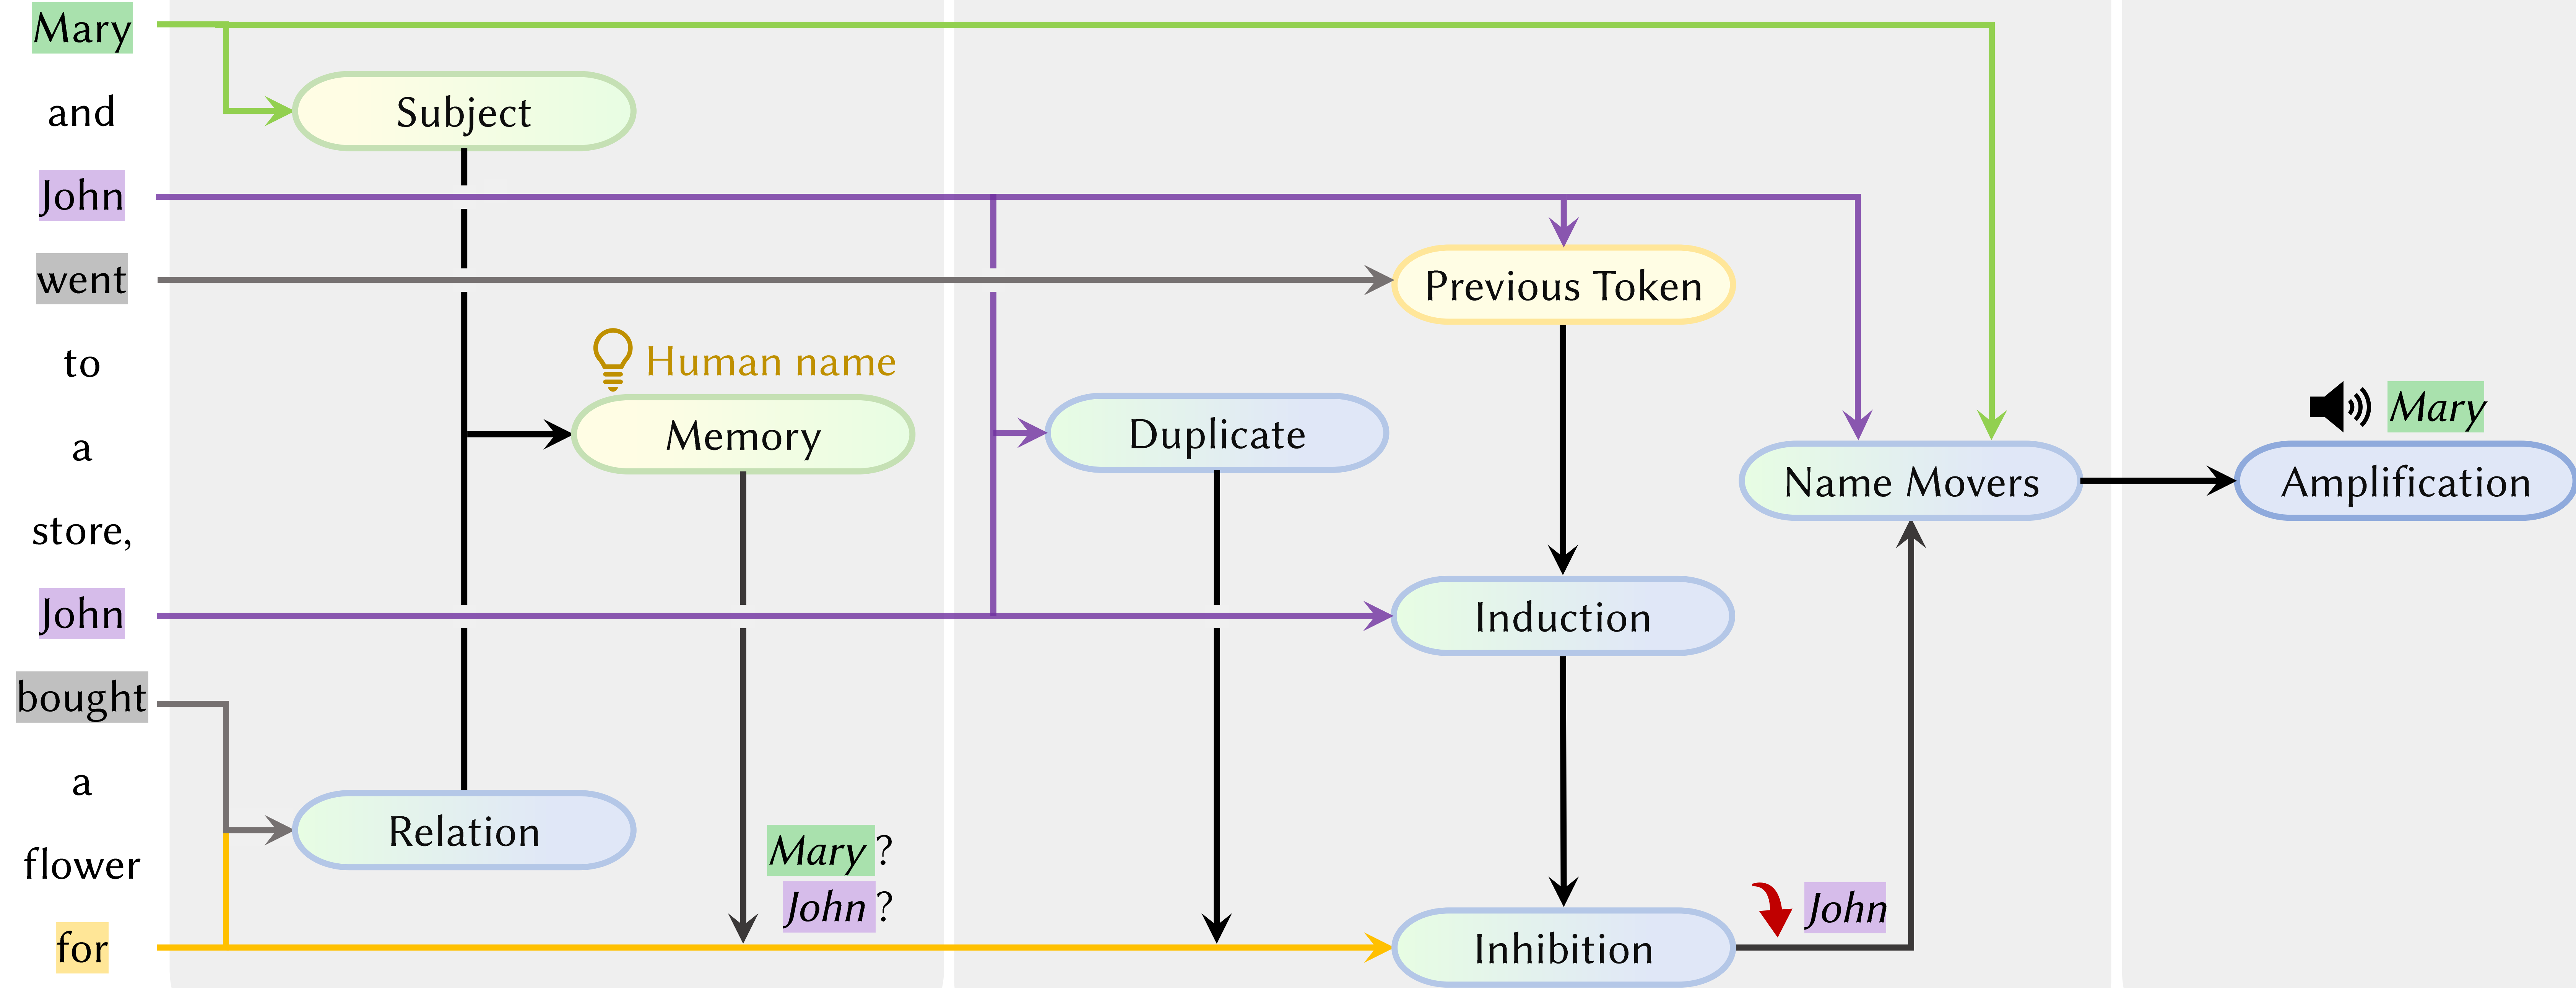 Mary
and
John
went
to
a
store,
John
bought
a
flower
for
Subject
Human name
Memory
Relation
Mary ?
John ?
Duplicate
Previous Token
Induction
Inhibition
John
Name Movers
Mary
Amplification